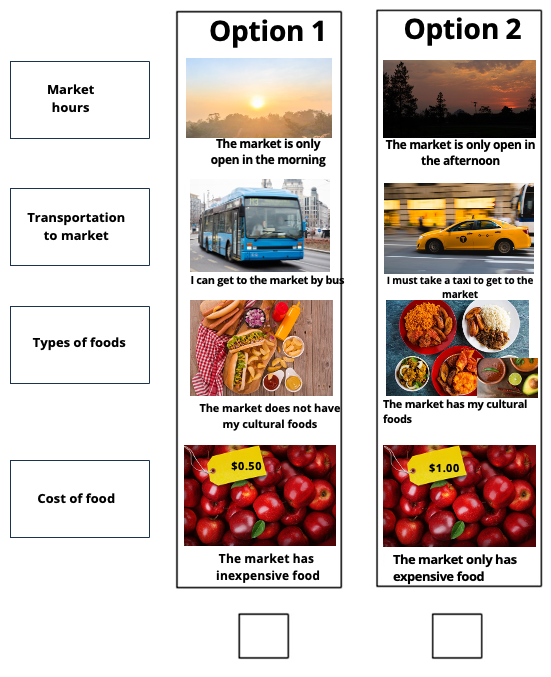 Option 1
Option 2
Market
hours
The market is only
open in the morning
The market is only open in
the afternoon
Transportation
to market
I can get to the market by bus
I must take a taxi to get to the
market
Types of foods
The market does not have
my cultural foods
The market has my cultural
foods
Cost of food
$0.50
$1.00
The market has
inexpensive food
The market only has
expensive food